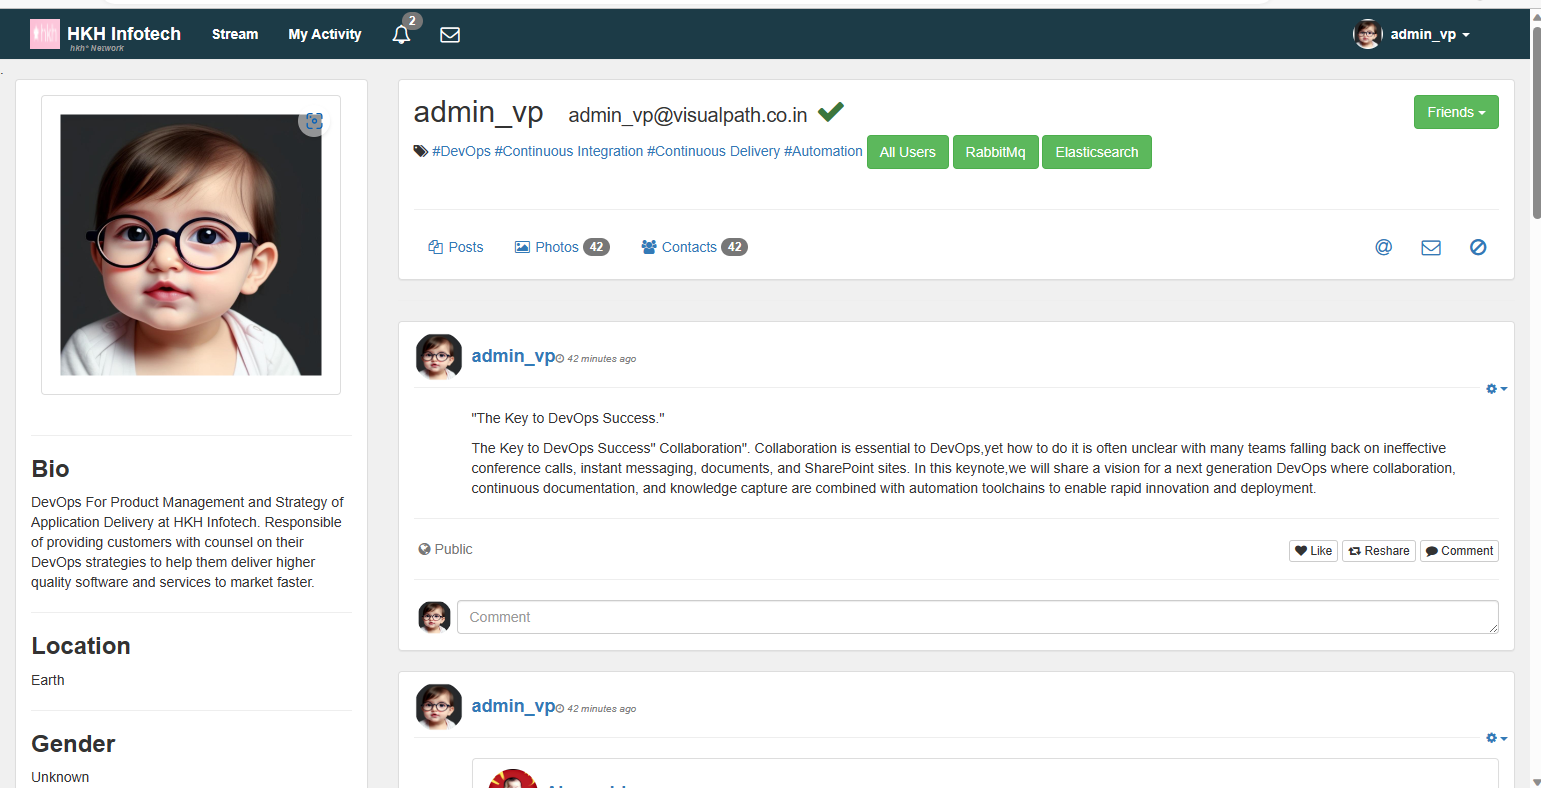 hkh
HKH Infotech
hkh* Network
Stream
My Activity
2
admin_vp
admin_vp admin_vp@visualpath.co.in
Friends
#DevOps #Continuous Integration #Continuous Delivery #Automation All Users RabbitMq Elasticsearch
Posts
Photos 42
Contacts 42
@
Bio
DevOps For Product Management and Strategy of
Application Delivery at HKH Infotech. Responsible
of providing customers with counsel on their
DevOps strategies to help them deliver higher
quality software and services to market faster.
Location
Earth
Gender
Unknown
admin_vp 42 minutes ago
"The Key to DevOps Success."
The Key to DevOps Success" Collaboration". Collaboration is essential to DevOps,yet how to do it is often unclear with many teams falling back on ineffective
conference calls, instant messaging, documents, and SharePoint sites. In this keynote,we will share a vision for a next generation DevOps where collaboration,
continuous documentation, and knowledge capture are combined with automation toolchains to enable rapid innovation and deployment.
Public
Like
Reshare
Comment
Comment
admin_vp 42 minutes ago